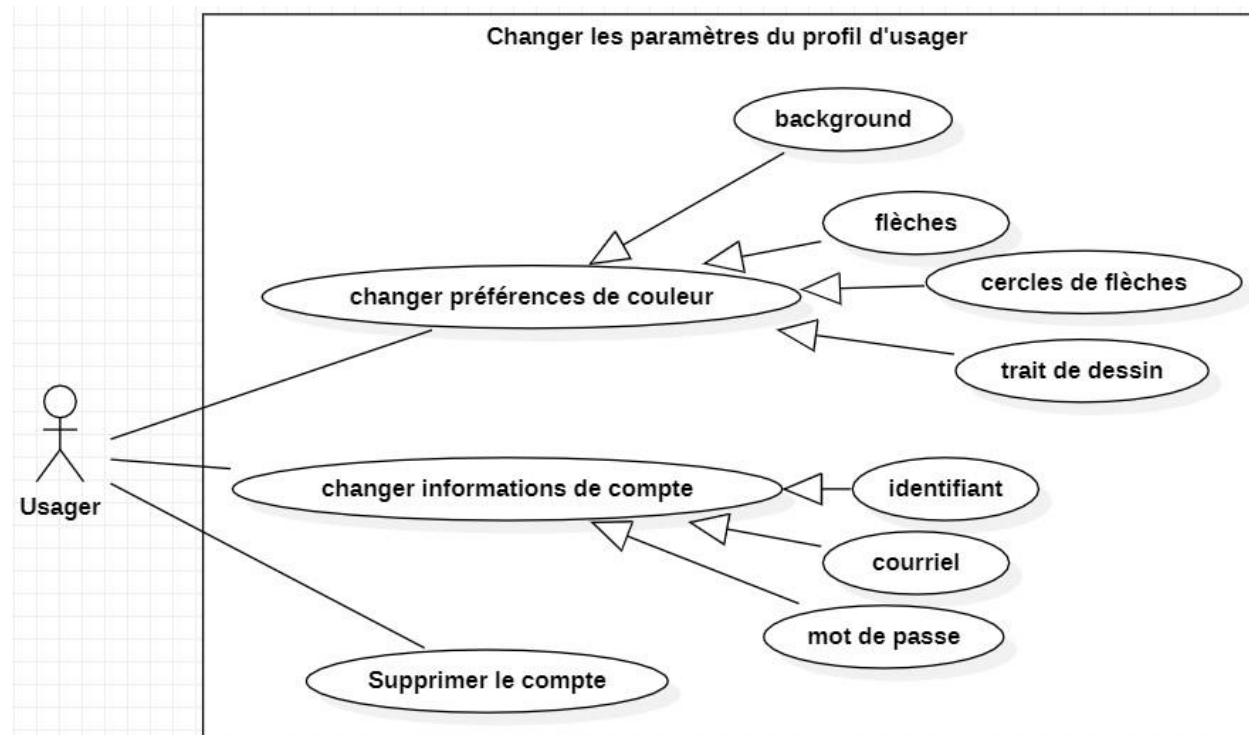 Changer les paramètres du profil d'usager
background
flèches
cercles de flèches
changer préférences de couleur
trait de dessin
changer informations de compte
identifiant
Usager
courriel
mot de passe
Supprimer le compte